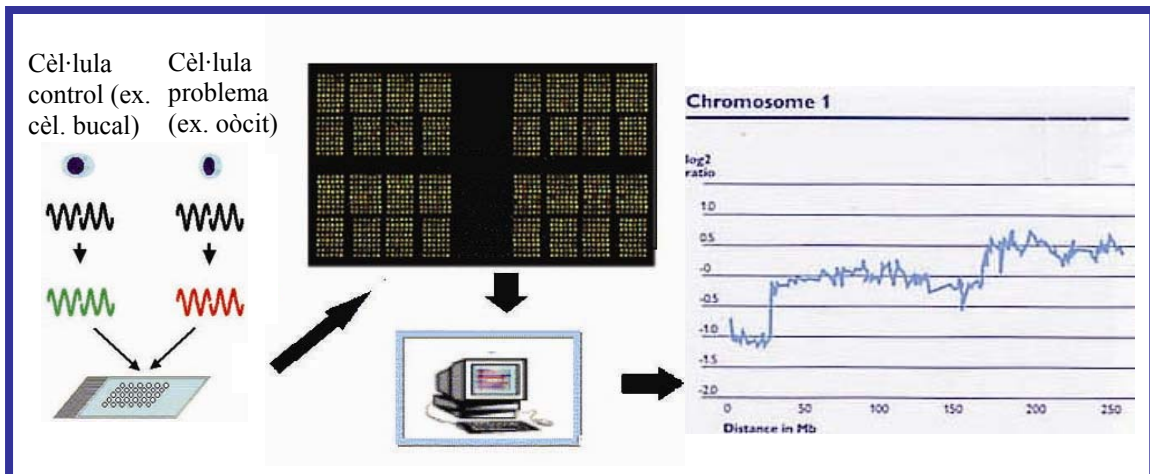 Cèl·lula
control (ex.
cèl. bucal)
Cèl·lula
problema
(ex. oòcit)
Chromosome 1
log2
ratio
1.0
0.5
-0
-0.5
-1.0
-1.5
-2.0
0 50 100 150 200 250
Distance in Mb